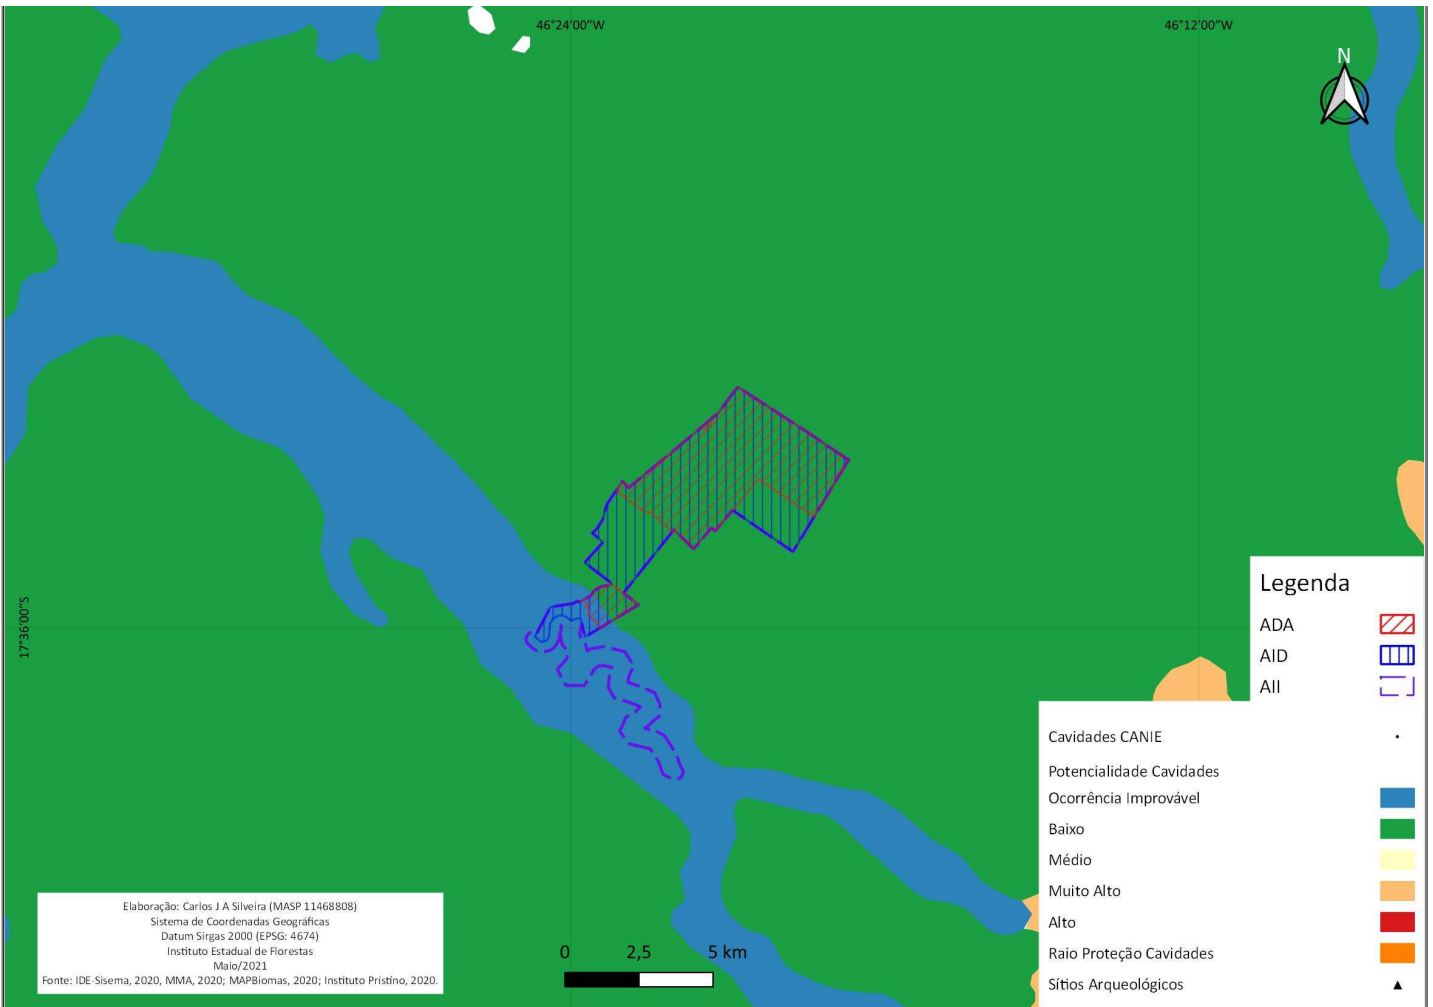 46°24'00"W
46°12'00"W
N
17°36'00"S
Legenda
ADA
AID
AII
Cavidades CANIE
Potencialidade Cavidades
Ocorrência Improvável
Baixo
Médio
Muito Alto
Alto
Raio Proteção Cavidades
Sítios Arqueológicos
Elaboração: Carlos J A Silveira (MASP 11468808)
Sistema de Coordenadas Geográficas
Datum Sirgas 2000 (EPSG: 4674)
Instituto Estadual de Florestas
Maio/2021
Fonte: IDE-Sisema, 2020, MMA, 2020; MAPBiomas, 2020; Instituto Pristino, 2020.
0 2,5 5 km